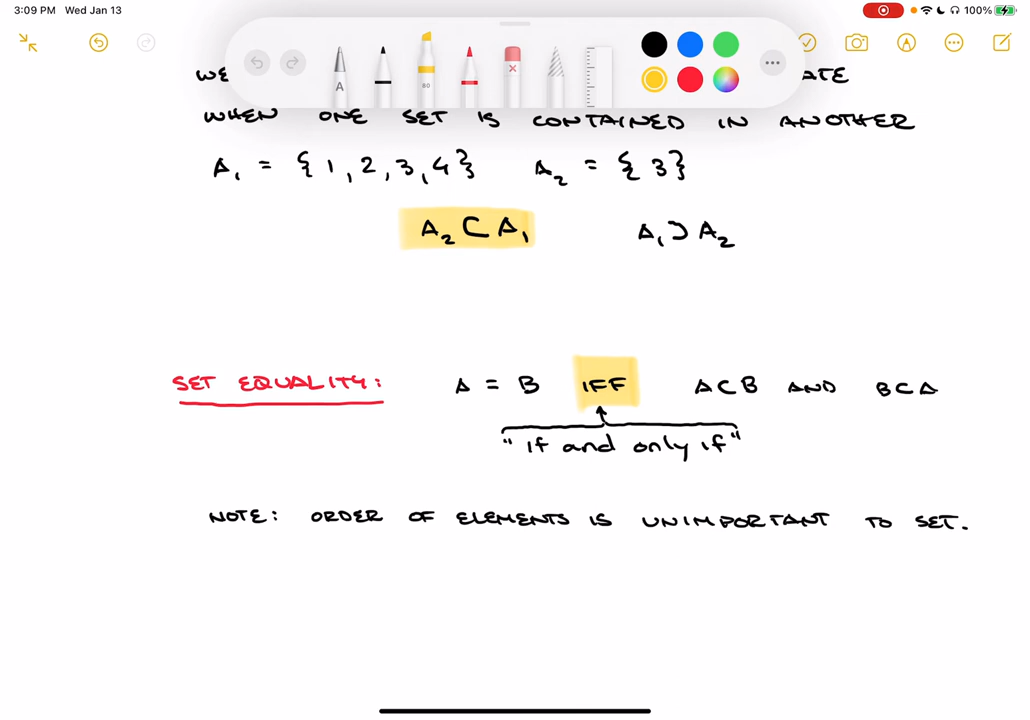 3:09 PM Wed Jan 13 100%
A 80
WE ATE
WHEN ONE SET IS CONTAINED IN ANOTHER
A₁ = {1, 2, 3, 4} A₂ = {3}
A₂ ⊂ A₁ A₁ ⊃ A₂
SET EQUALITY: A = B IFF A ⊂ B AND B ⊂ A
"if and only if"
NOTE: ORDER OF ELEMENTS IS UNIMPORTANT TO SET.